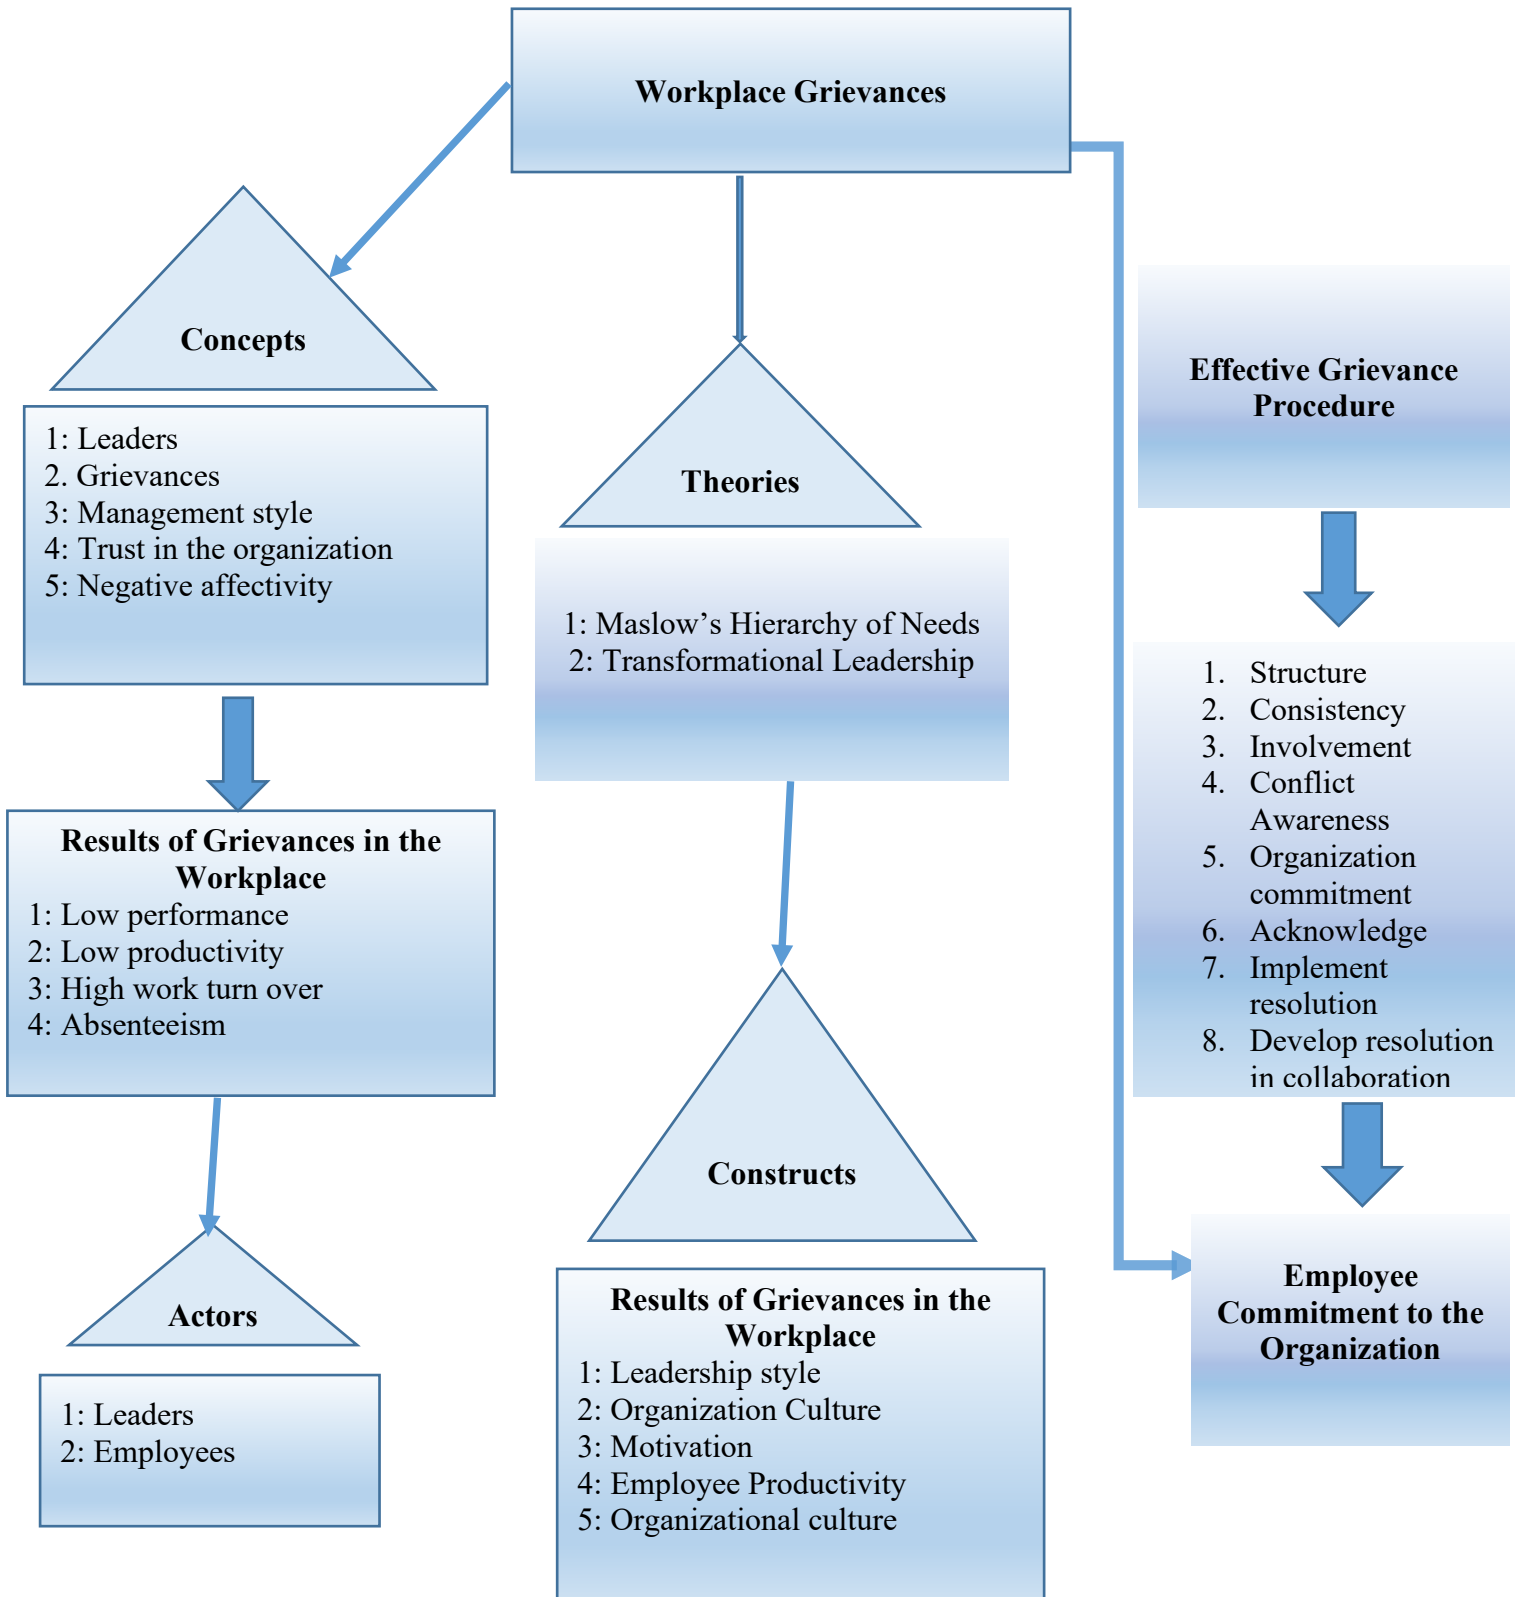 Workplace Grievances
Concepts
1: Leaders
2. Grievances
3: Management style
4: Trust in the organization
5: Negative affectivity
Results of Grievances in the
Workplace
1: Low performance
2: Low productivity
3: High work turn over
4: Absenteeism
Actors
1: Leaders
2: Employees
Theories
1: Maslow’s Hierarchy of Needs
2: Transformational Leadership
Constructs
Results of Grievances in the
Workplace
1: Leadership style
2: Organization Culture
3: Motivation
4: Employee Productivity
5: Organizational culture
Effective Grievance
Procedure
1. Structure
2. Consistency
3. Involvement
4. Conflict
Awareness
5. Organization
commitment
6. Acknowledge
7. Implement
resolution
8. Develop resolution
in collaboration
Employee
Commitment to the
Organization